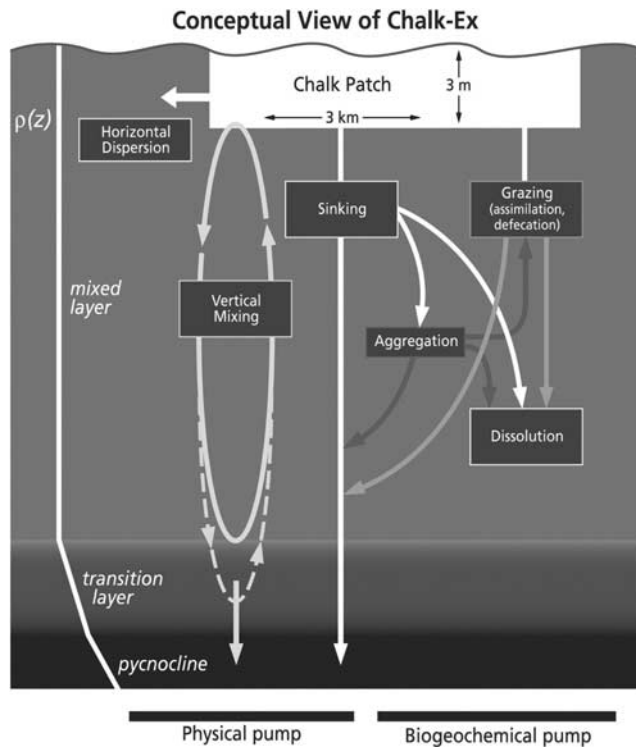 Conceptual View of Chalk-Ex
Chalk Patch
3 m
3 km
ρ(z)
Horizontal
Dispersion
Sinking
Grazing
(assimilation,
defecation)
mixed
layer
Vertical
Mixing
Aggregation
Dissolution
transition
layer
pycnocline
Physical pump
Biogeochemical pump